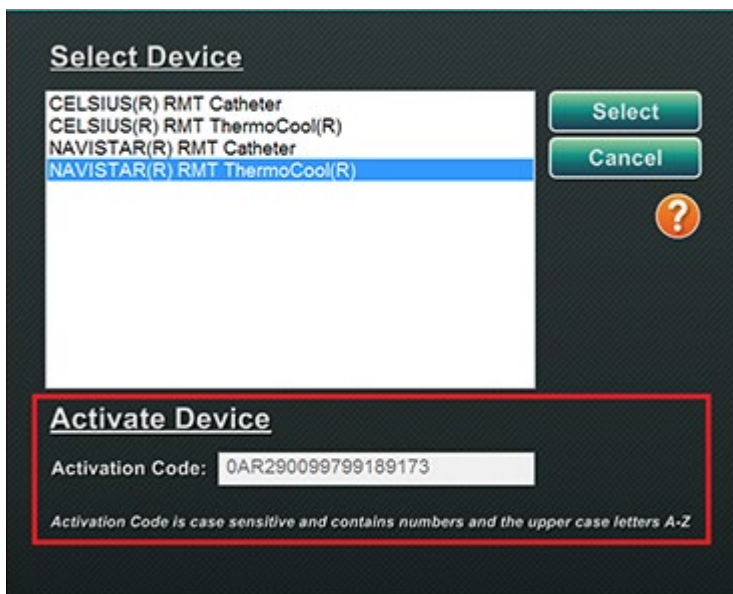 Select Device
CELSIUS(R) RMT Catheter
CELSIUS(R) RMT ThermoCool(R)
NAVISTAR(R) RMT Catheter
NAVISTAR(R) RMT ThermoCool(R)
Select
Cancel
?
Activate Device
Activation Code: 0AR290099799189173
Activation Code is case sensitive and contains numbers and the upper case letters A-Z